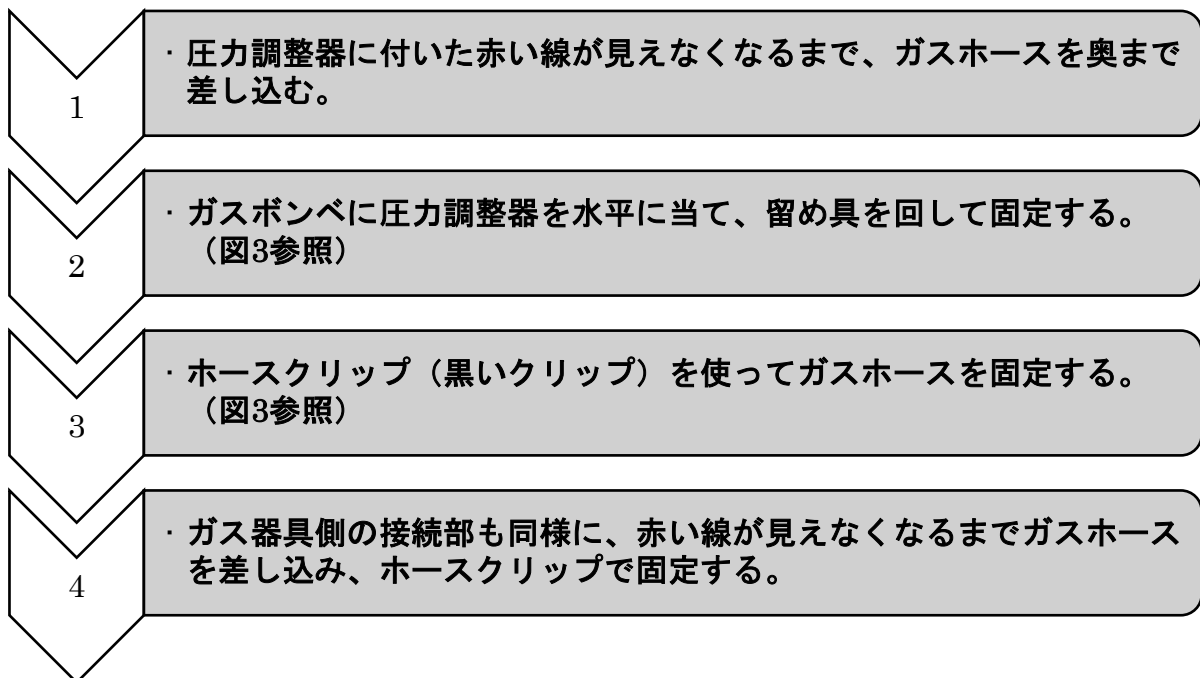 1
・圧力調整器に付いた赤い線が見えなくなるまで、ガスホースを奥まで
差し込む。
2
・ガスボンベに圧力調整器を水平に当て、留め具を回して固定する。
（図3参照）
3
・ホースクリップ（黒いクリップ）を使ってガスホースを固定する。
（図3参照）
4
・ガス器具側の接続部も同様に、赤い線が見えなくなるまでガスホース
を差し込み、ホースクリップで固定する。